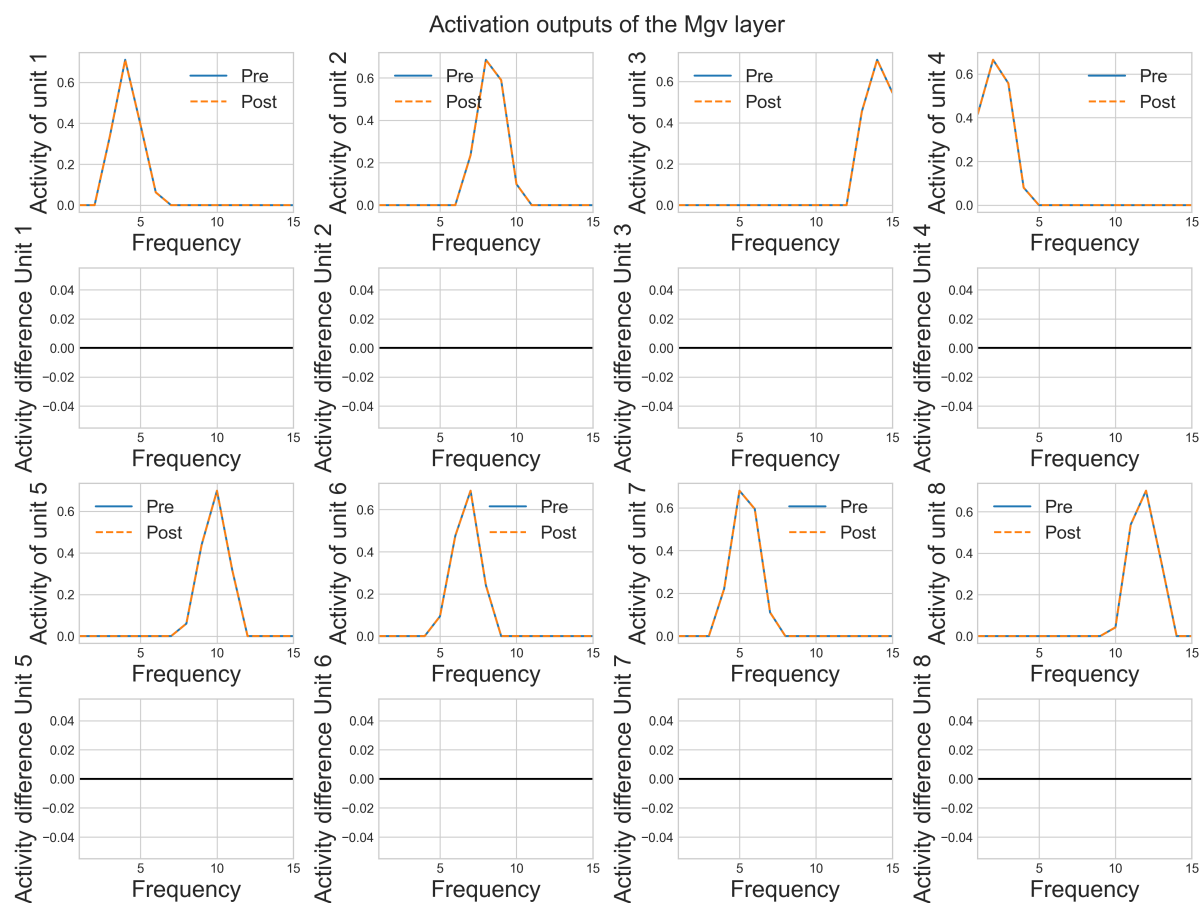 Activation outputs of the Mgv layer
Activity of unit 1
0.6
0.4
0.2
0.0
Pre
Post
5
10
15
Frequency
Activity of unit 2
0.6
0.4
0.2
0.0
Pre
Post
5
10
15
Frequency
Activity of unit 3
0.6
0.4
0.2
0.0
Pre
Post
5
10
15
Frequency
Activity of unit 4
0.6
0.4
0.2
0.0
Pre
Post
5
10
15
Frequency
Activity difference Unit 1
0.04
0.02
0.00
−0.02
−0.04
5
10
15
Frequency
Activity difference Unit 2
0.04
0.02
0.00
−0.02
−0.04
5
10
15
Frequency
Activity difference Unit 3
0.04
0.02
0.00
−0.02
−0.04
5
10
15
Frequency
Activity difference Unit 4
0.04
0.02
0.00
−0.02
−0.04
5
10
15
Frequency
Activity of unit 5
0.6
0.4
0.2
0.0
Pre
Post
5
10
15
Frequency
Activity of unit 6
0.6
0.4
0.2
0.0
Pre
Post
5
10
15
Frequency
Activity of unit 7
0.6
0.4
0.2
0.0
Pre
Post
5
10
15
Frequency
Activity of unit 8
0.6
0.4
0.2
0.0
Pre
Post
5
10
15
Frequency
Activity difference Unit 5
0.04
0.02
0.00
−0.02
−0.04
5
10
15
Frequency
Activity difference Unit 6
0.04
0.02
0.00
−0.02
−0.04
5
10
15
Frequency
Activity difference Unit 7
0.04
0.02
0.00
−0.02
−0.04
5
10
15
Frequency
Activity difference Unit 8
0.04
0.02
0.00
−0.02
−0.04
5
10
15
Frequency